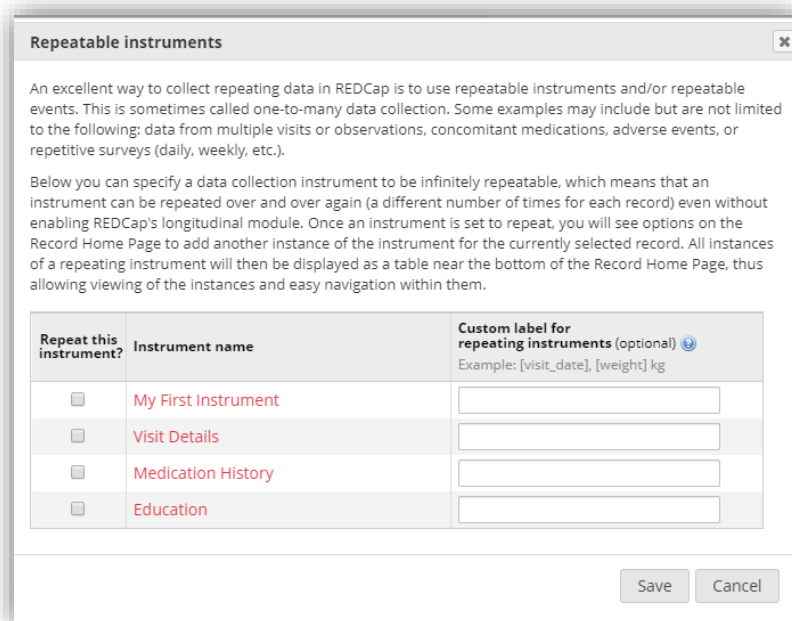 Repeatable instruments
An excellent way to collect repeating data in REDCap is to use repeatable instruments and/or repeatable
events. This is sometimes called one-to-many data collection. Some examples may include but are not limited
to the following: data from multiple visits or observations, concomitant medications, adverse events, or
repetitive surveys (daily, weekly, etc.).
Below you can specify a data collection instrument to be infinitely repeatable, which means that an
instrument can be repeated over and over again (a different number of times for each record) even without
enabling REDCap's longitudinal module. Once an instrument is set to repeat, you will see options on the
Record Home Page to add another instance of the instrument for the currently selected record. All instances
of a repeating instrument will then be displayed as a table near the bottom of the Record Home Page, thus
allowing viewing of the instances and easy navigation within them.
Repeat this
instrument?
Instrument name
Custom label for
repeating instruments (optional) ?
Example: [visit_date], [weight] kg
My First Instrument
Visit Details
Medication History
Education
Save
Cancel